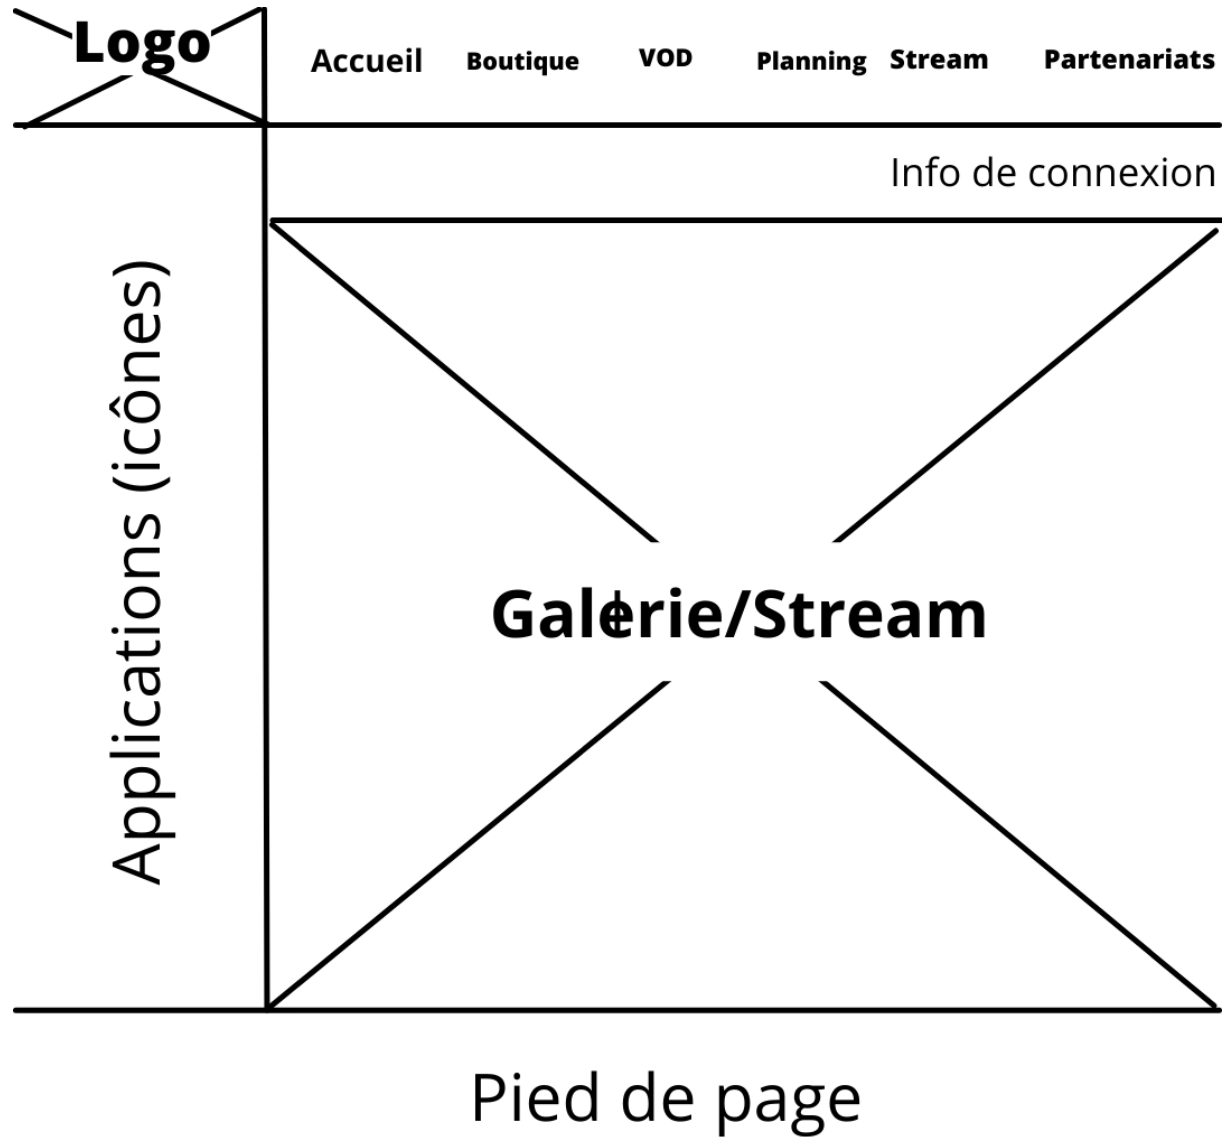 Logo
Accueil Boutique VOD Planning Stream Partenariats
Info de connexion
Applications (icônes)
Galerie/Stream
Pied de page